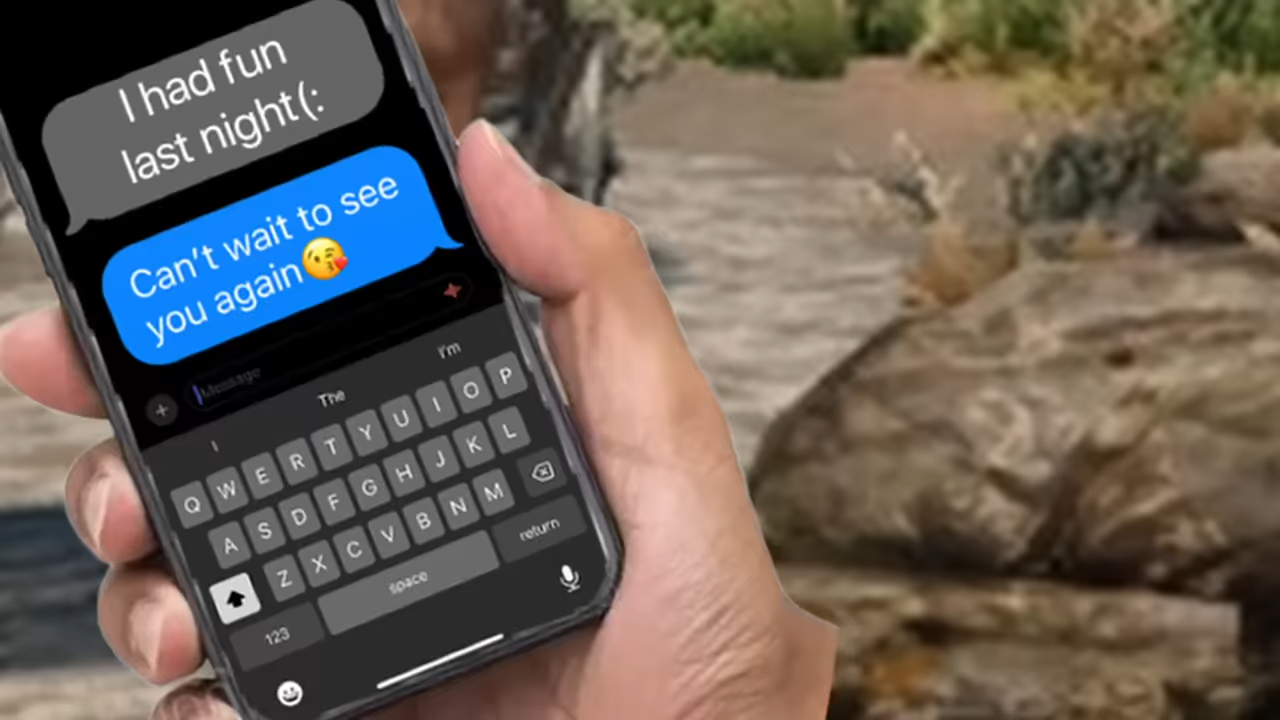 I had fun
last night(:
Can't wait to see
you again😘
Message
I
The
I'm
Q W E R T Y U I O P
A S D F G H J K L
Z X C V B N M
123
space
return